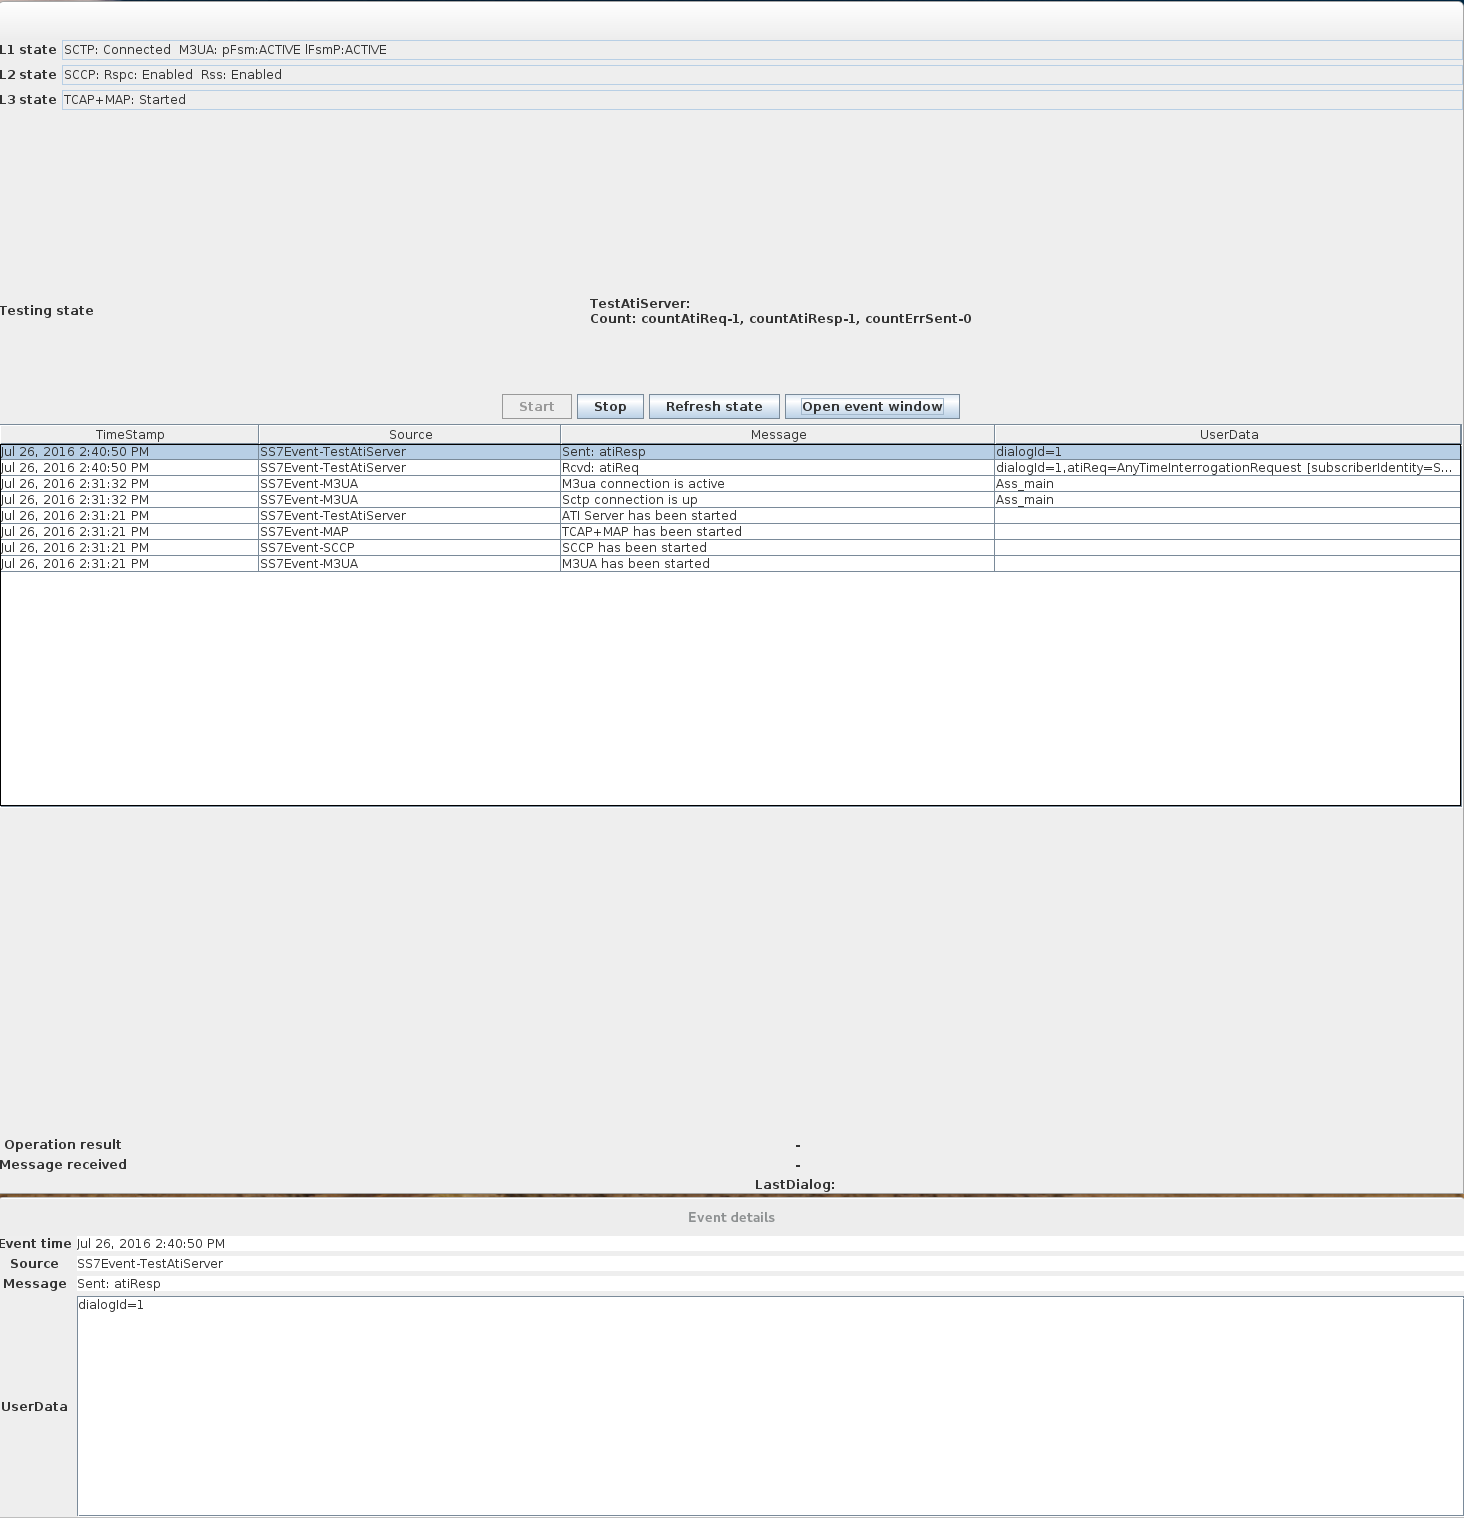 L1 state SCTP: Connected  M3UA: pFsm:ACTIVE lFsmP:ACTIVE
L2 state SCCP: Rspc: Enabled  Rss: Enabled
L3 state TCAP+MAP: Started
TestAtiServer:
Testing state
Count: countAtiReq-1, countAtiResp-1, countErrSent-0
Start Stop Refresh state Open event window
TimeStamp Source Message UserData
Jul 26, 2016 2:40:50 PM SS7Event-TestAtiServer Sent: atiResp dialogId=1
Jul 26, 2016 2:40:50 PM SS7Event-TestAtiServer Rcvd: atiReq dialogId=1,atiReq=AnyTimeInterrogationRequest [subscriberIdentity=S...
Jul 26, 2016 2:31:32 PM SS7Event-M3UA M3ua connection is active Ass_main
Jul 26, 2016 2:31:32 PM SS7Event-M3UA Sctp connection is up Ass_main
Jul 26, 2016 2:31:21 PM SS7Event-TestAtiServer ATI Server has been started
Jul 26, 2016 2:31:21 PM SS7Event-MAP TCAP+MAP has been started
Jul 26, 2016 2:31:21 PM SS7Event-SCCP SCCP has been started
Jul 26, 2016 2:31:21 PM SS7Event-M3UA M3UA has been started
Operation result -
Message received -
LastDialog:
Event details
Event time Jul 26, 2016 2:40:50 PM
Source SS7Event-TestAtiServer
Message Sent: atiResp
dialogId=1
UserData